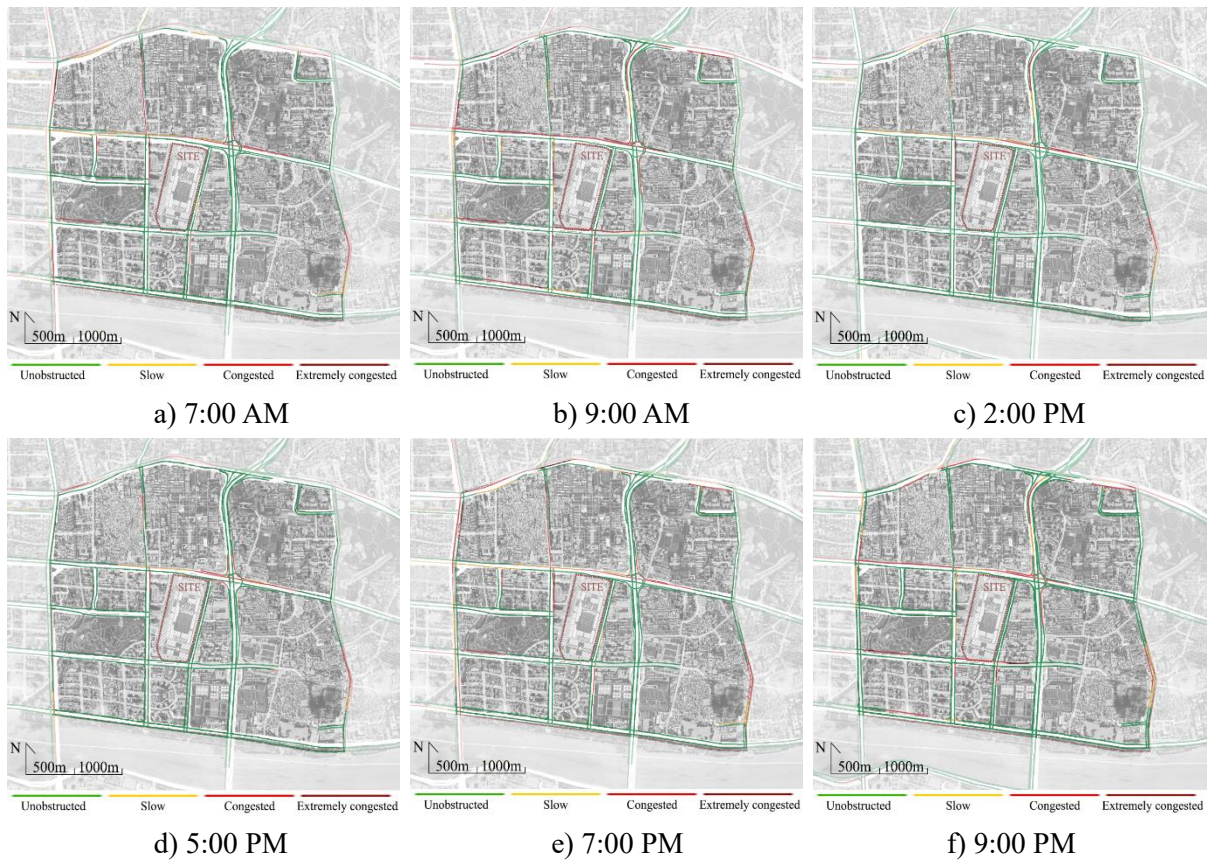 SITE
SITE
SITE
N
500m 1000m
N
500m 1000m
N
500m 1000m
Unobstructed Slow Congested Extremely congested
Unobstructed Slow Congested Extremely congested
Unobstructed Slow Congested Extremely congested
a) 7:00 AM
b) 9:00 AM
c) 2:00 PM
SITE
SITE
SITE
N
500m 1000m
N
500m 1000m
N
500m 1000m
Unobstructed Slow Congested Extremely congested
Unobstructed Slow Congested Extremely congested
Unobstructed Slow Congested Extremely congested
d) 5:00 PM
e) 7:00 PM
f) 9:00 PM